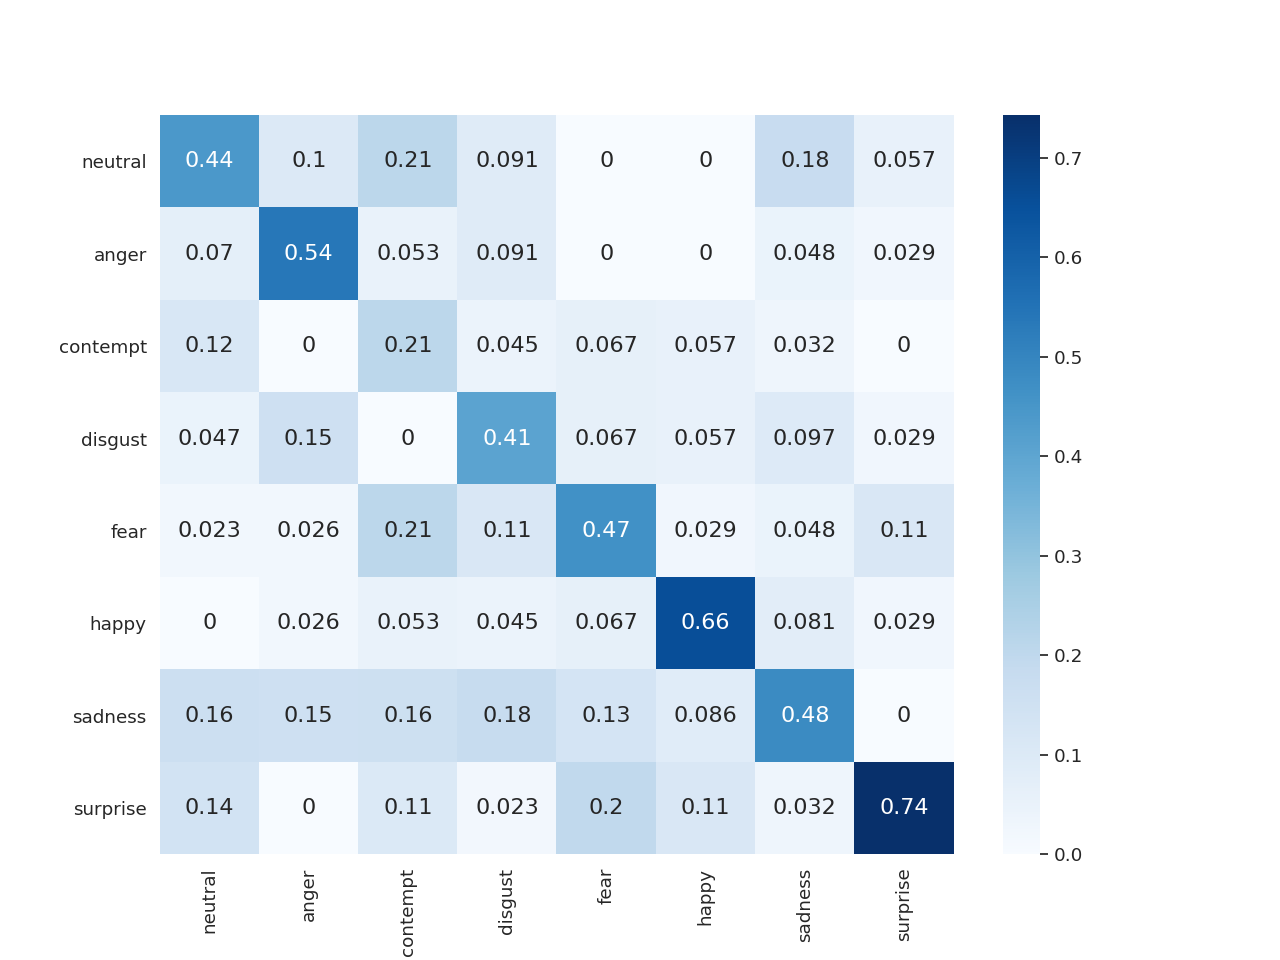 neutral 0.44 0.1 0.21 0.091 0 0 0.18 0.057
anger 0.07 0.54 0.053 0.091 0 0 0.048 0.029
contempt 0.12 0 0.21 0.045 0.067 0.057 0.032 0
disgust 0.047 0.15 0 0.41 0.067 0.057 0.097 0.029
fear 0.023 0.026 0.21 0.11 0.47 0.029 0.048 0.11
happy 0 0.026 0.053 0.045 0.067 0.66 0.081 0.029
sadness 0.16 0.15 0.16 0.18 0.13 0.086 0.48 0
surprise 0.14 0 0.11 0.023 0.2 0.11 0.032 0.74
neutral anger contempt disgust fear happy sadness surprise
0.7
0.6
0.5
0.4
0.3
0.2
0.1
0.0